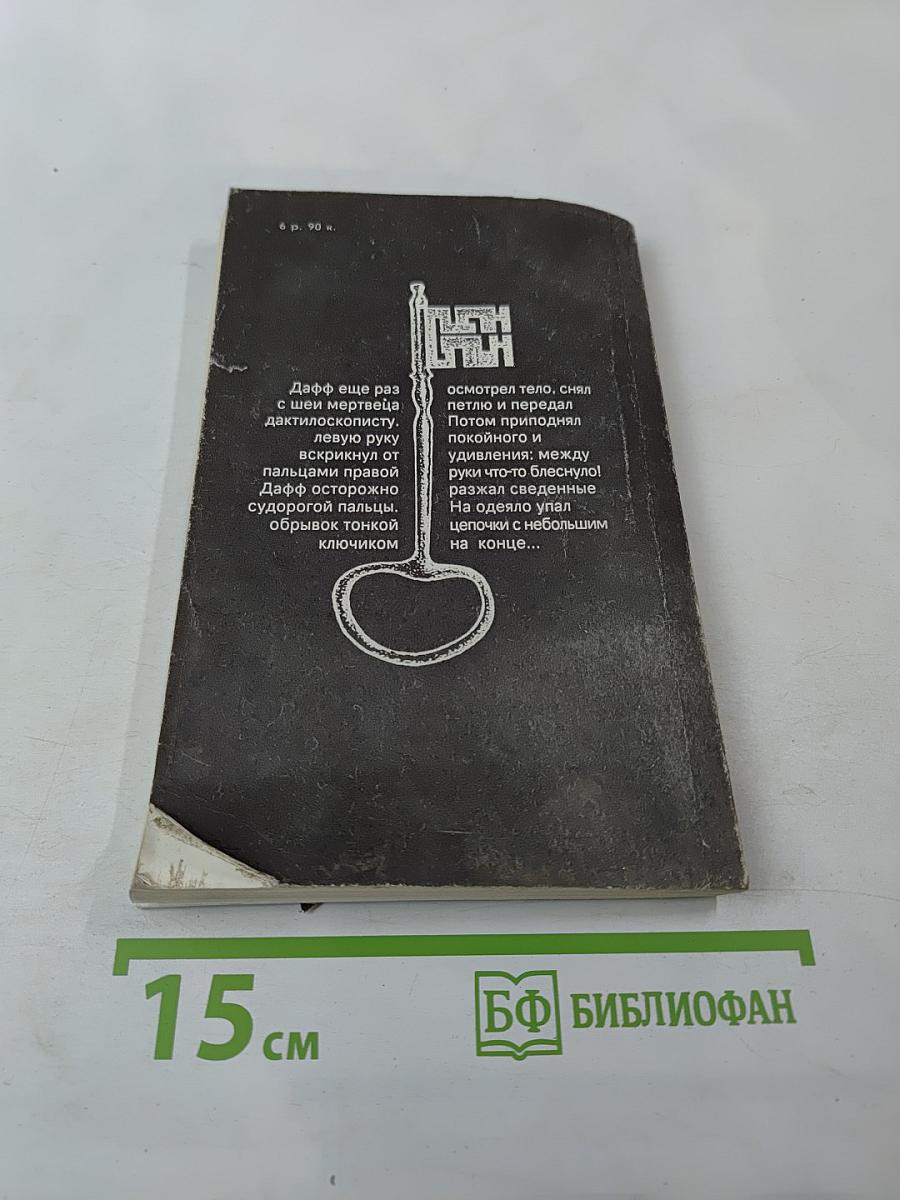 6 р. 90 к.
Дафф еще раз осмотрел тело, снял
с шеи мертвеца петлю и передал
дактилоскописту. Потом приподнял
левую руку покойного и
вскрикнул от удивления: между
пальцами правой руки что-то блеснуло!
Дафф осторожно разжал сведенные
судорогой пальцы. На одеяло упал
обрывок тонкой цепочки с небольшим
ключиком на конце...
15 см
БФ БИБЛИОФАН